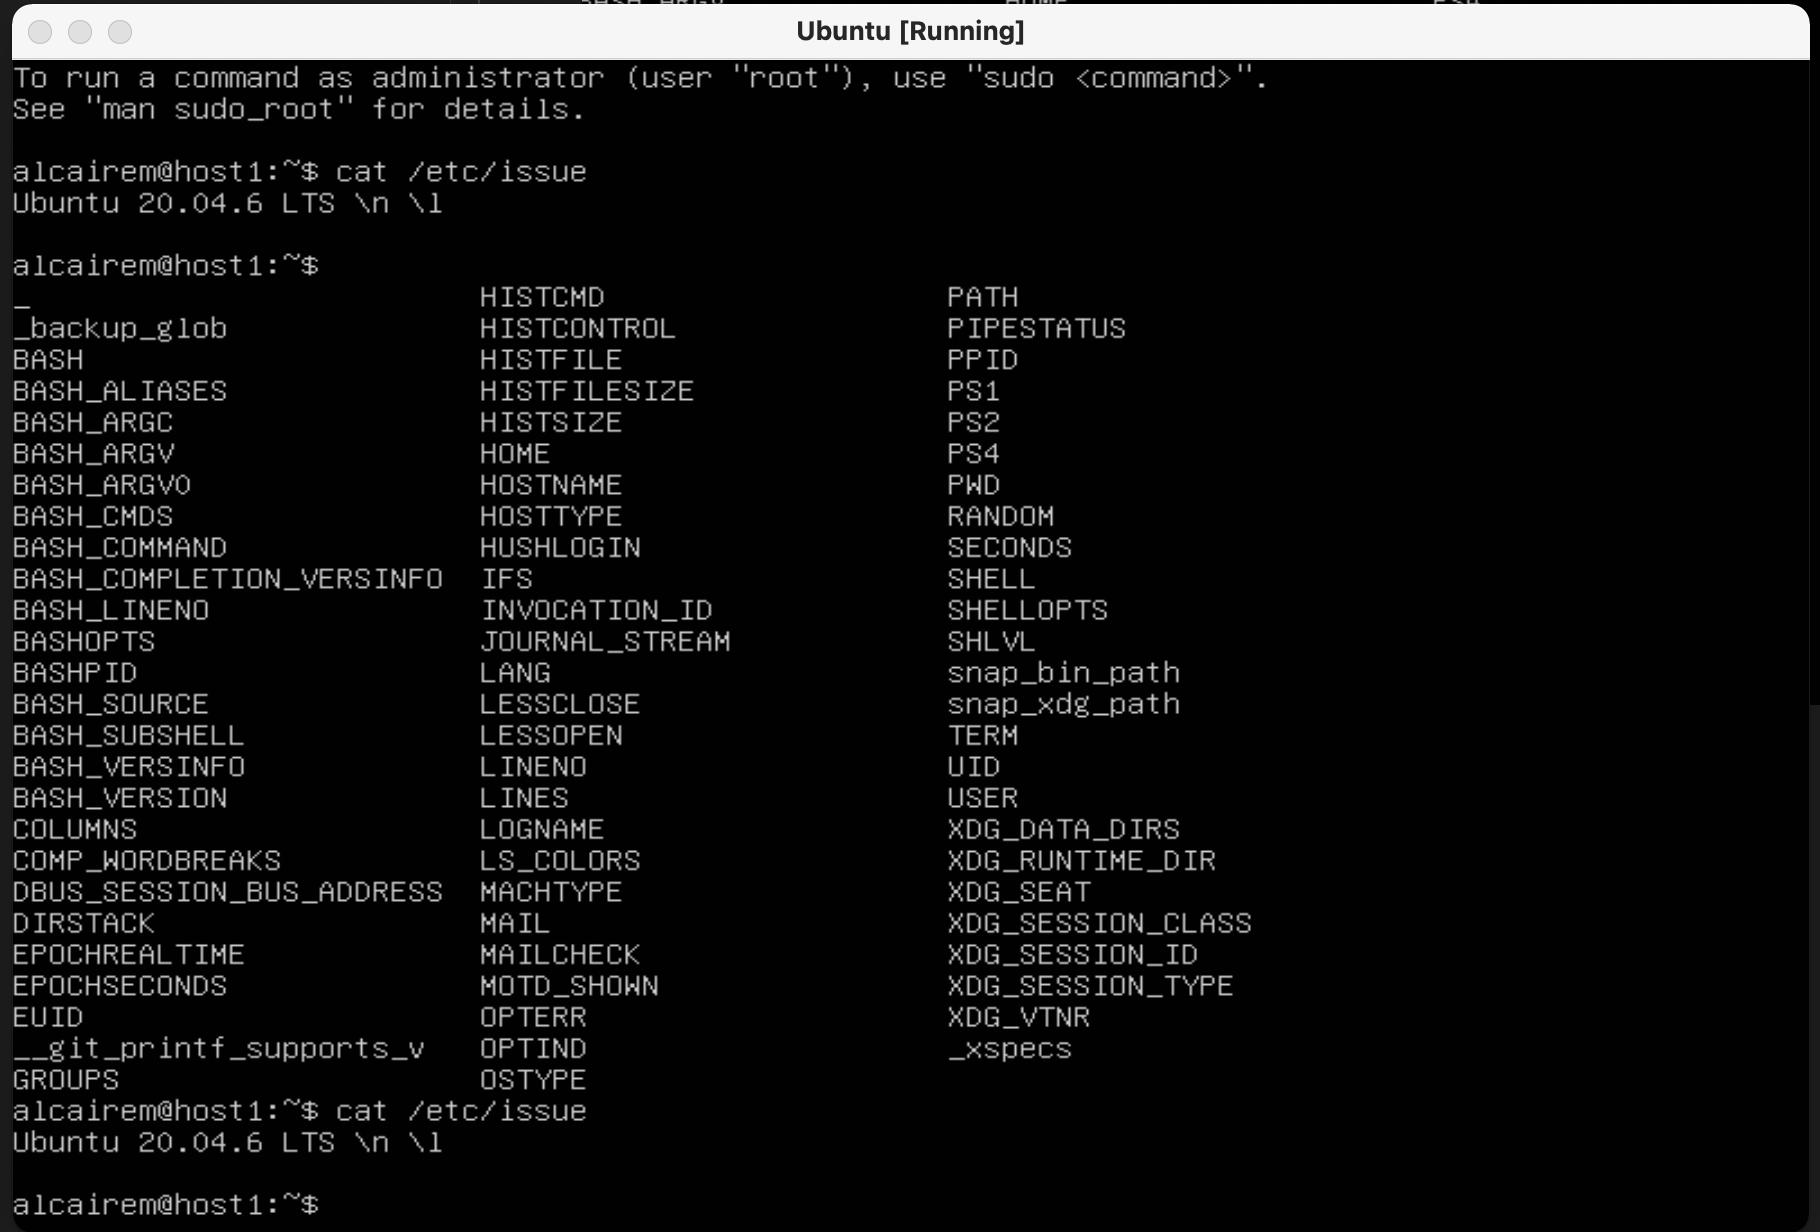 Ubuntu [Running]
To run a command as administrator (user "root"), use "sudo <command>".
See "man sudo_root" for details.
alcairem@host1:~$ cat /etc/issue
Ubuntu 20.04.6 LTS \n \l
alcairem@host1:~$
_ HISTCMD PATH
_backup_glob HISTCONTROL PIPESTATUS
BASH HISTFILE PPID
BASH_ALIASES HISTFILESIZE PS1
BASH_ARGC HISTSIZE PS2
BASH_ARGV HOME PS4
BASH_ARGV0 HOSTNAME PWD
BASH_CMDS HOSTTYPE RANDOM
BASH_COMMAND HUSHLOGIN SECONDS
BASH_COMPLETION_VERSINFO IFS SHELL
BASH_LINENO INVOCATION_ID SHELLOPTS
BASHOPTS JOURNAL_STREAM SHLVL
BASHPID LANG snap_bin_path
BASH_SOURCE LESSCLOSE snap_xdg_path
BASH_SUBSHELL LESSOPEN TERM
BASH_VERSINFO LINENO UID
BASH_VERSION LINES USER
COLUMNS LOGNAME XDG_DATA_DIRS
COMP_WORDBREAKS LS_COLORS XDG_RUNTIME_DIR
DBUS_SESSION_BUS_ADDRESS MACHTYPE XDG_SEAT
DIRSTACK MAIL XDG_SESSION_CLASS
EPOCHREALTIME MAILCHECK XDG_SESSION_ID
EPOCHSECONDS MOTD_SHOWN XDG_SESSION_TYPE
EUID OPTERR XDG_VTNR
__git_printf_supports_v OPTIND _xspecs
GROUPS OSTYPE
alcairem@host1:~$ cat /etc/issue
Ubuntu 20.04.6 LTS \n \l
alcairem@host1:~$